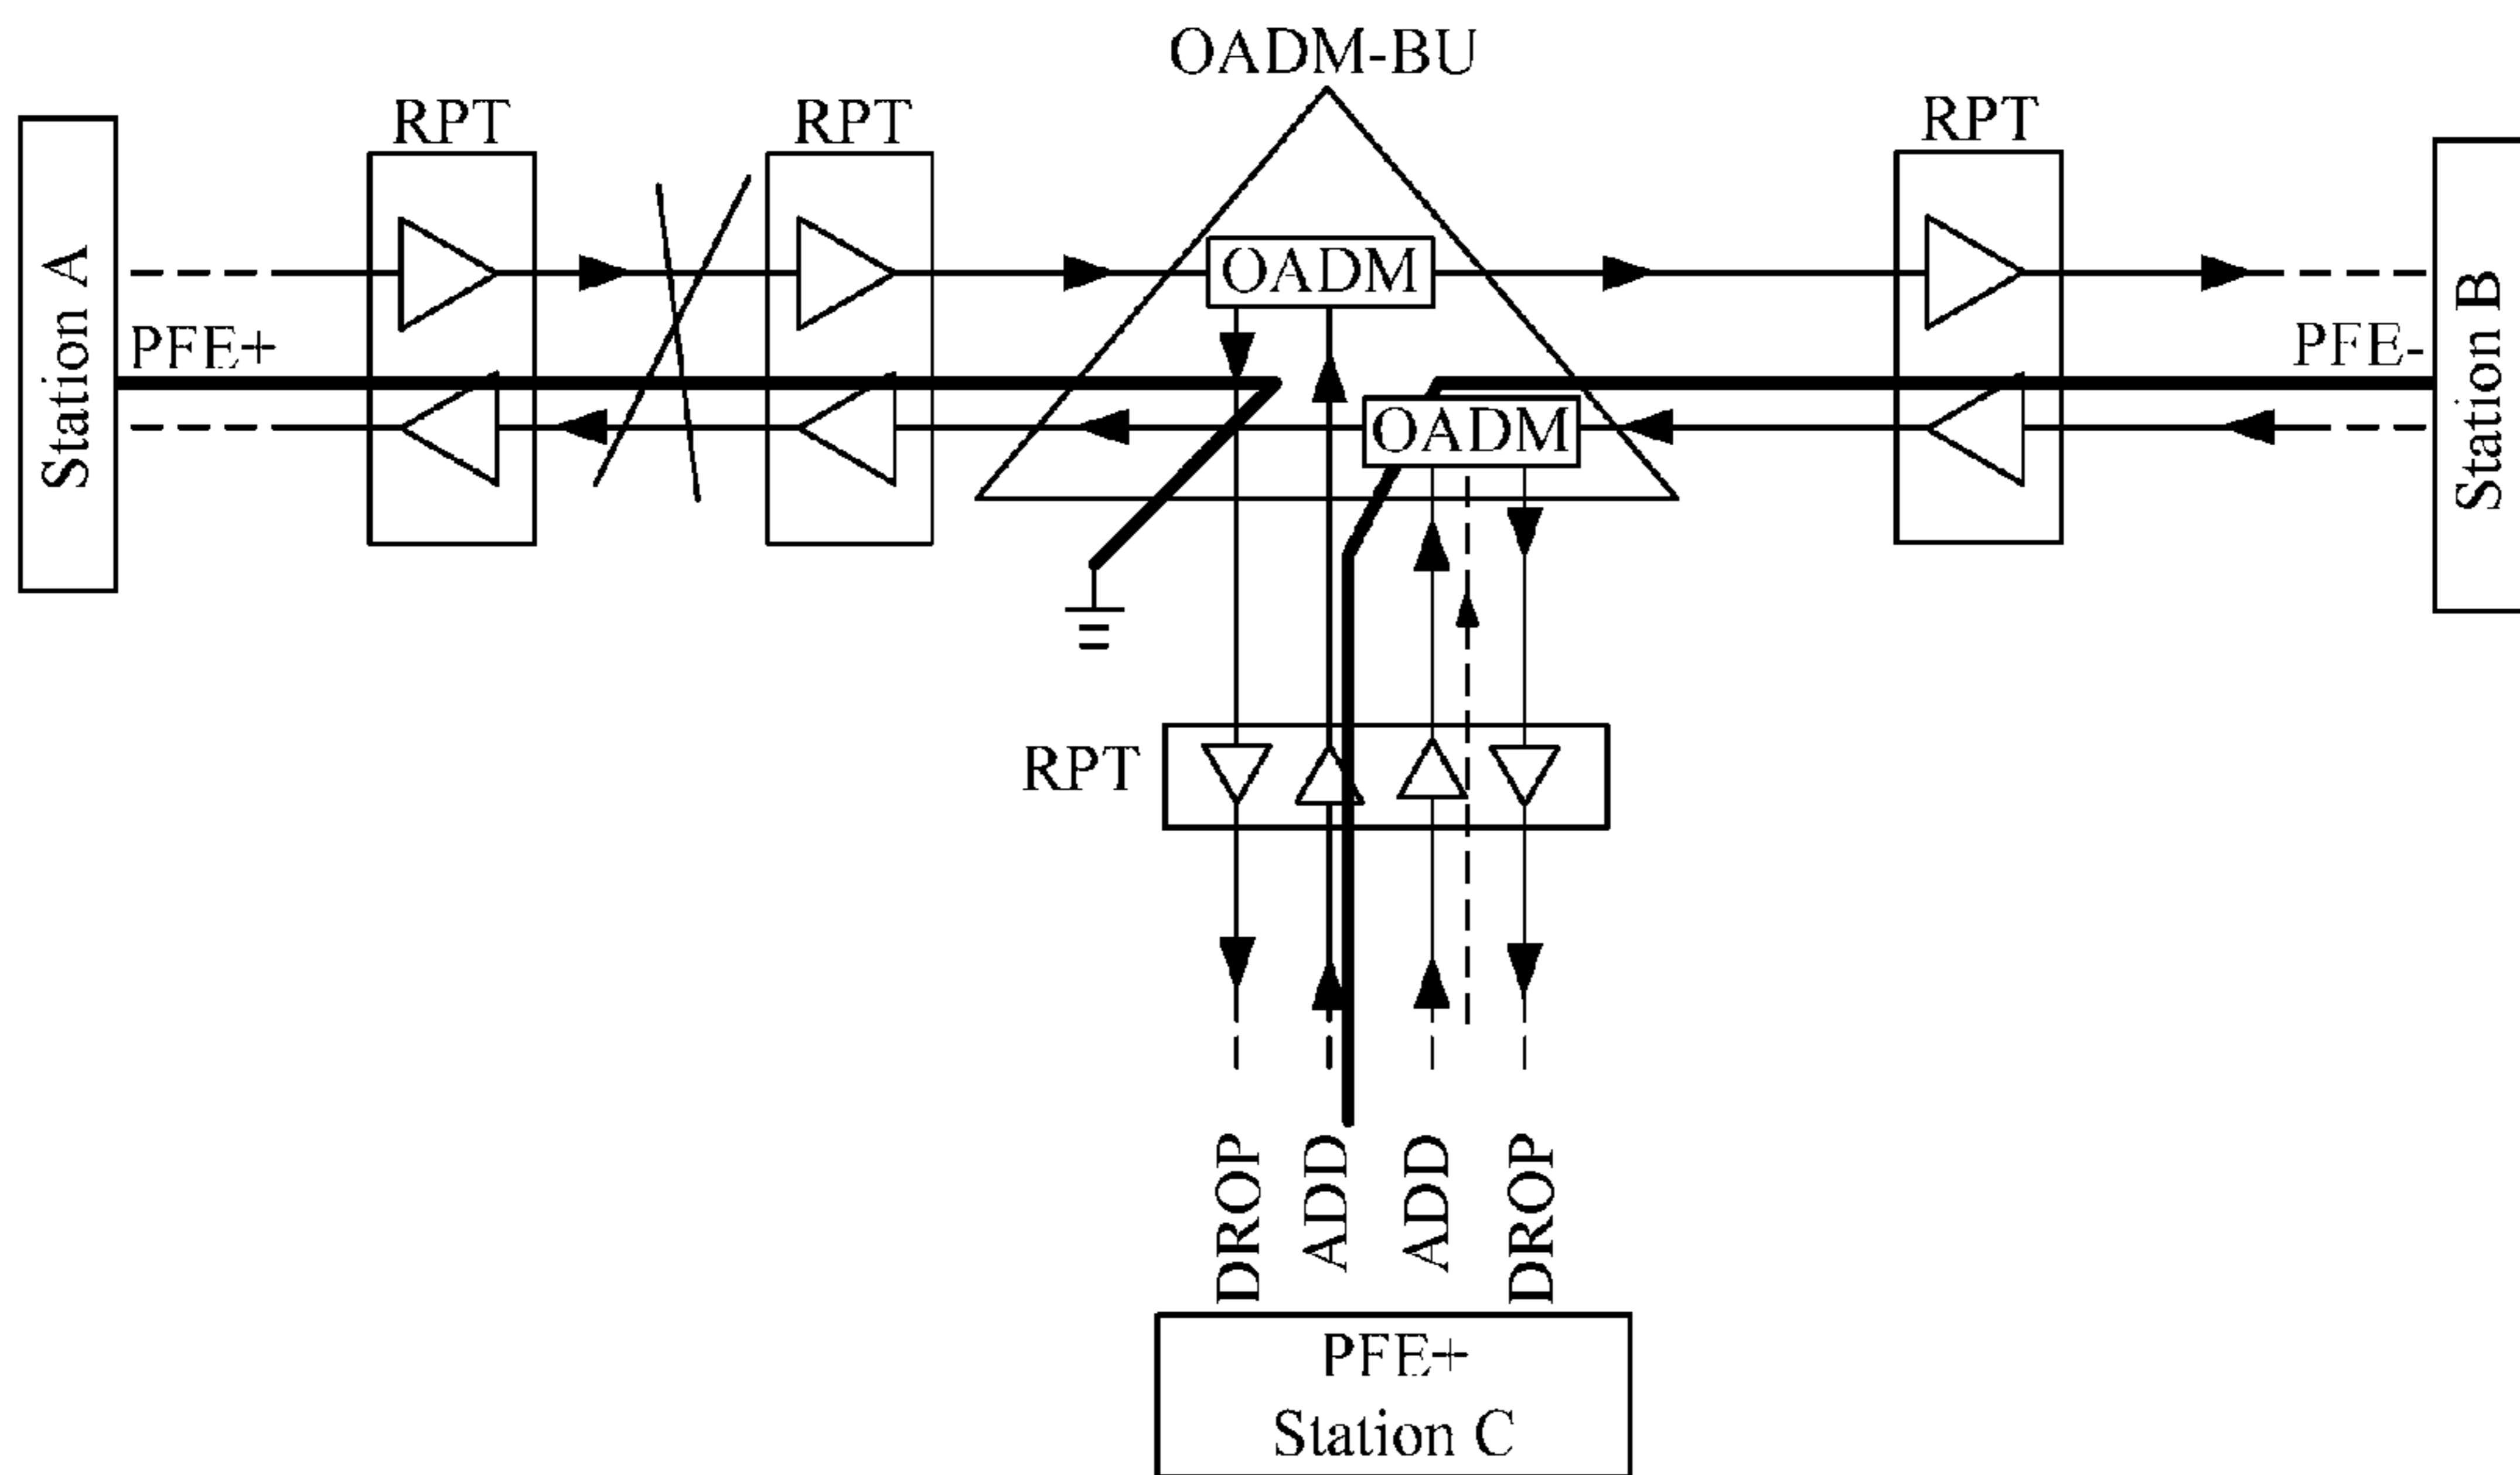 OADM-BU
RPT
RPT
RPT
Station A
OADM
Station B
PFE+
PFE-
OADM
RPT
DROP
ADD
ADD
DROP
PFE+
Station C